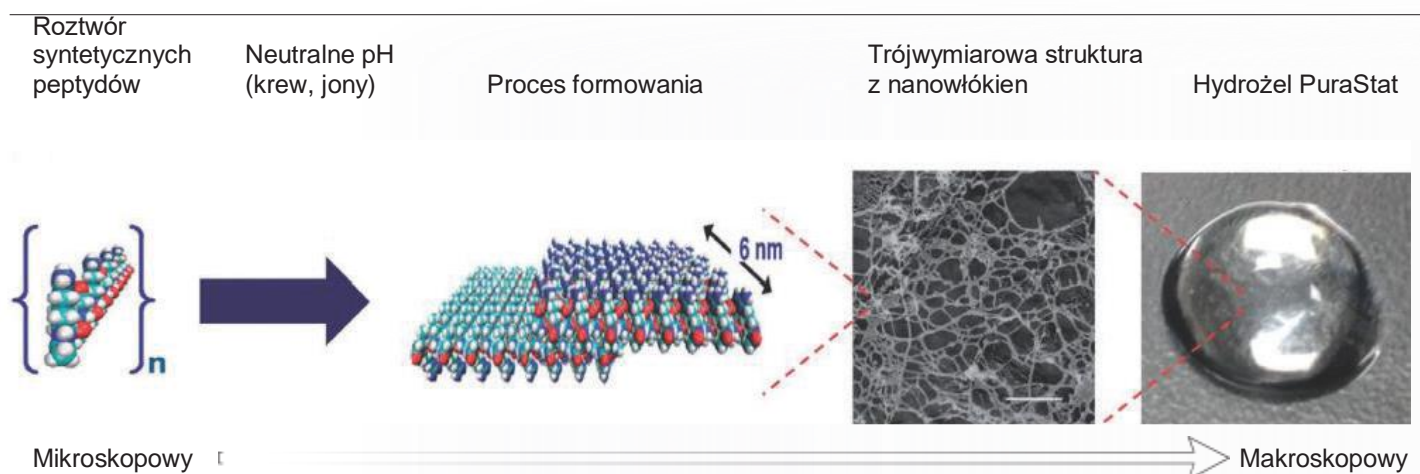 Roztwór
syntetycznych
peptydów
Neutralne pH
(krew, jony)
Proces formowania
Trójwymiarowa struktura
z nanowłókien
Hydrożel PuraStat
n
6 nm
Mikroskopowy
Makroskopowy